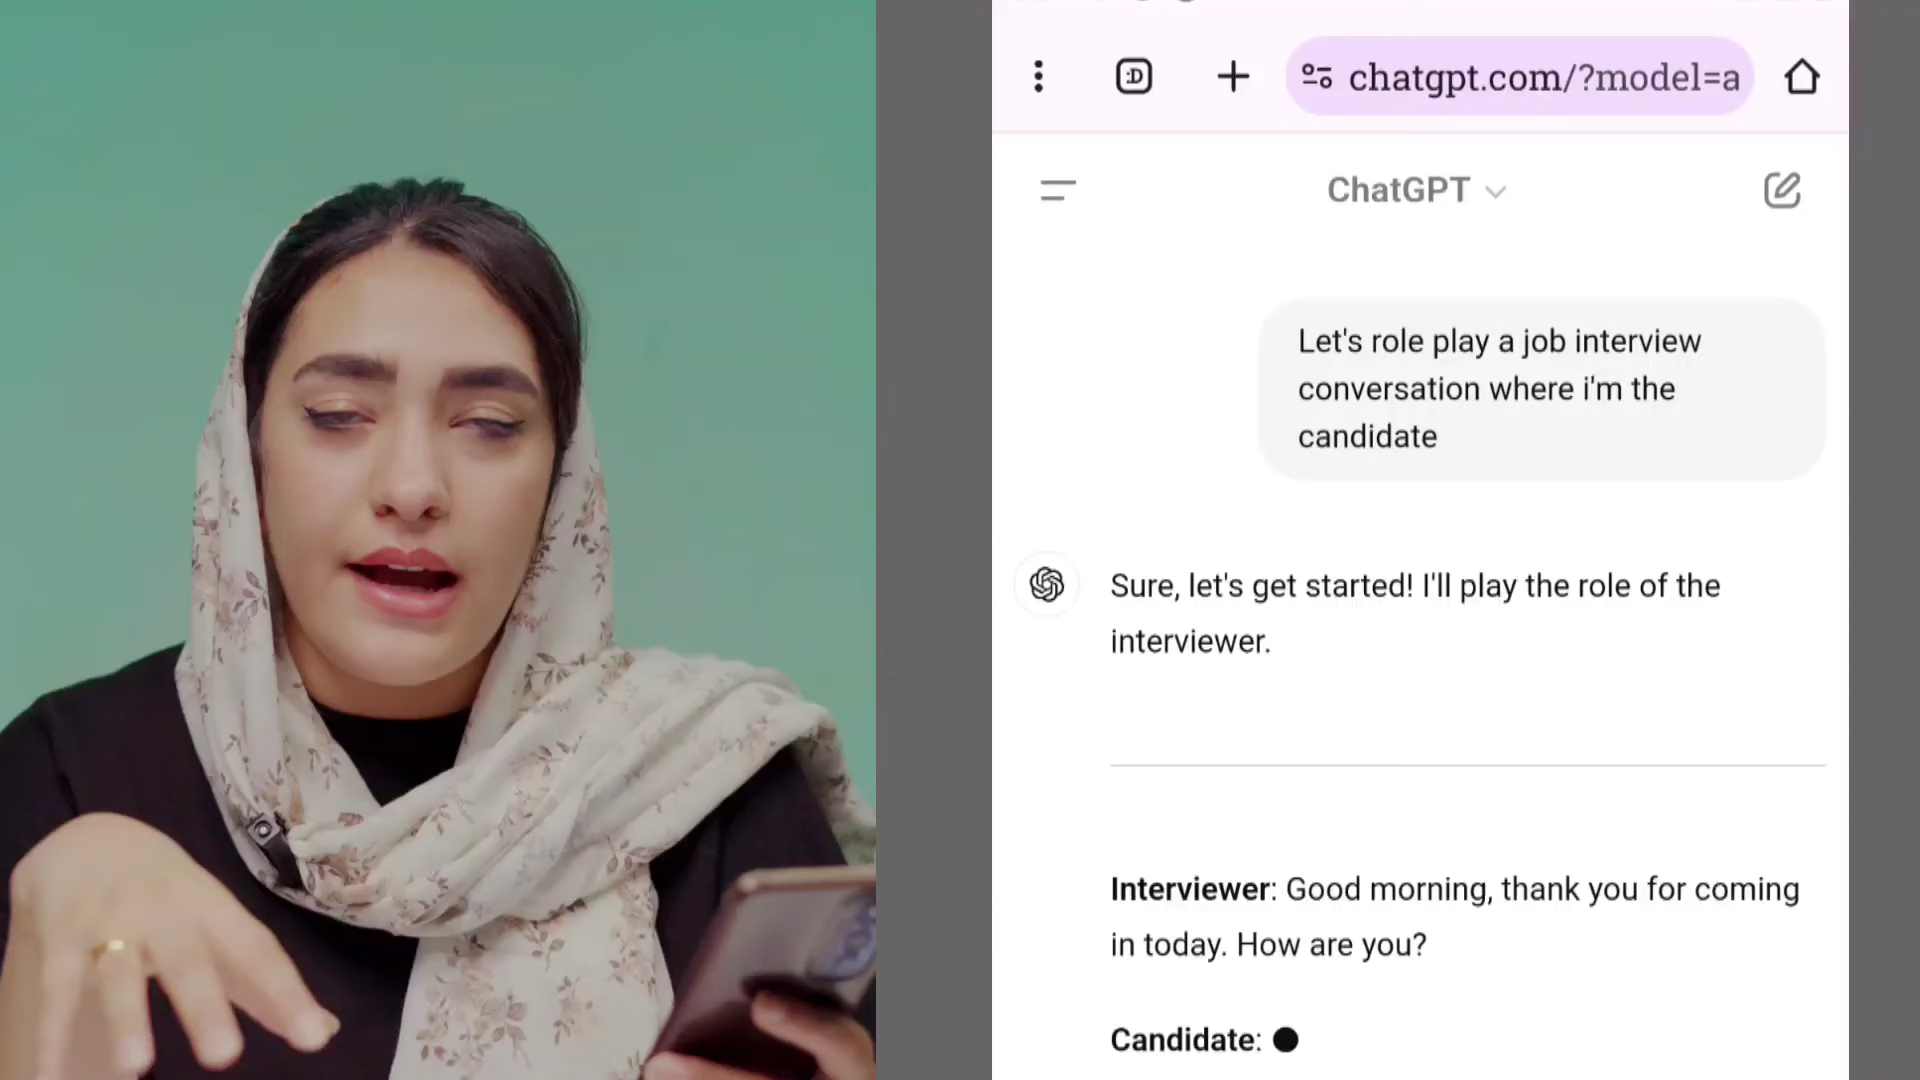 :D
chatgpt.com/?model=a
ChatGPT
Let's role play a job interview
conversation where i'm the
candidate
Sure, let's get started! I'll play the role of the
interviewer.
Interviewer: Good morning, thank you for coming
in today. How are you?
Candidate: